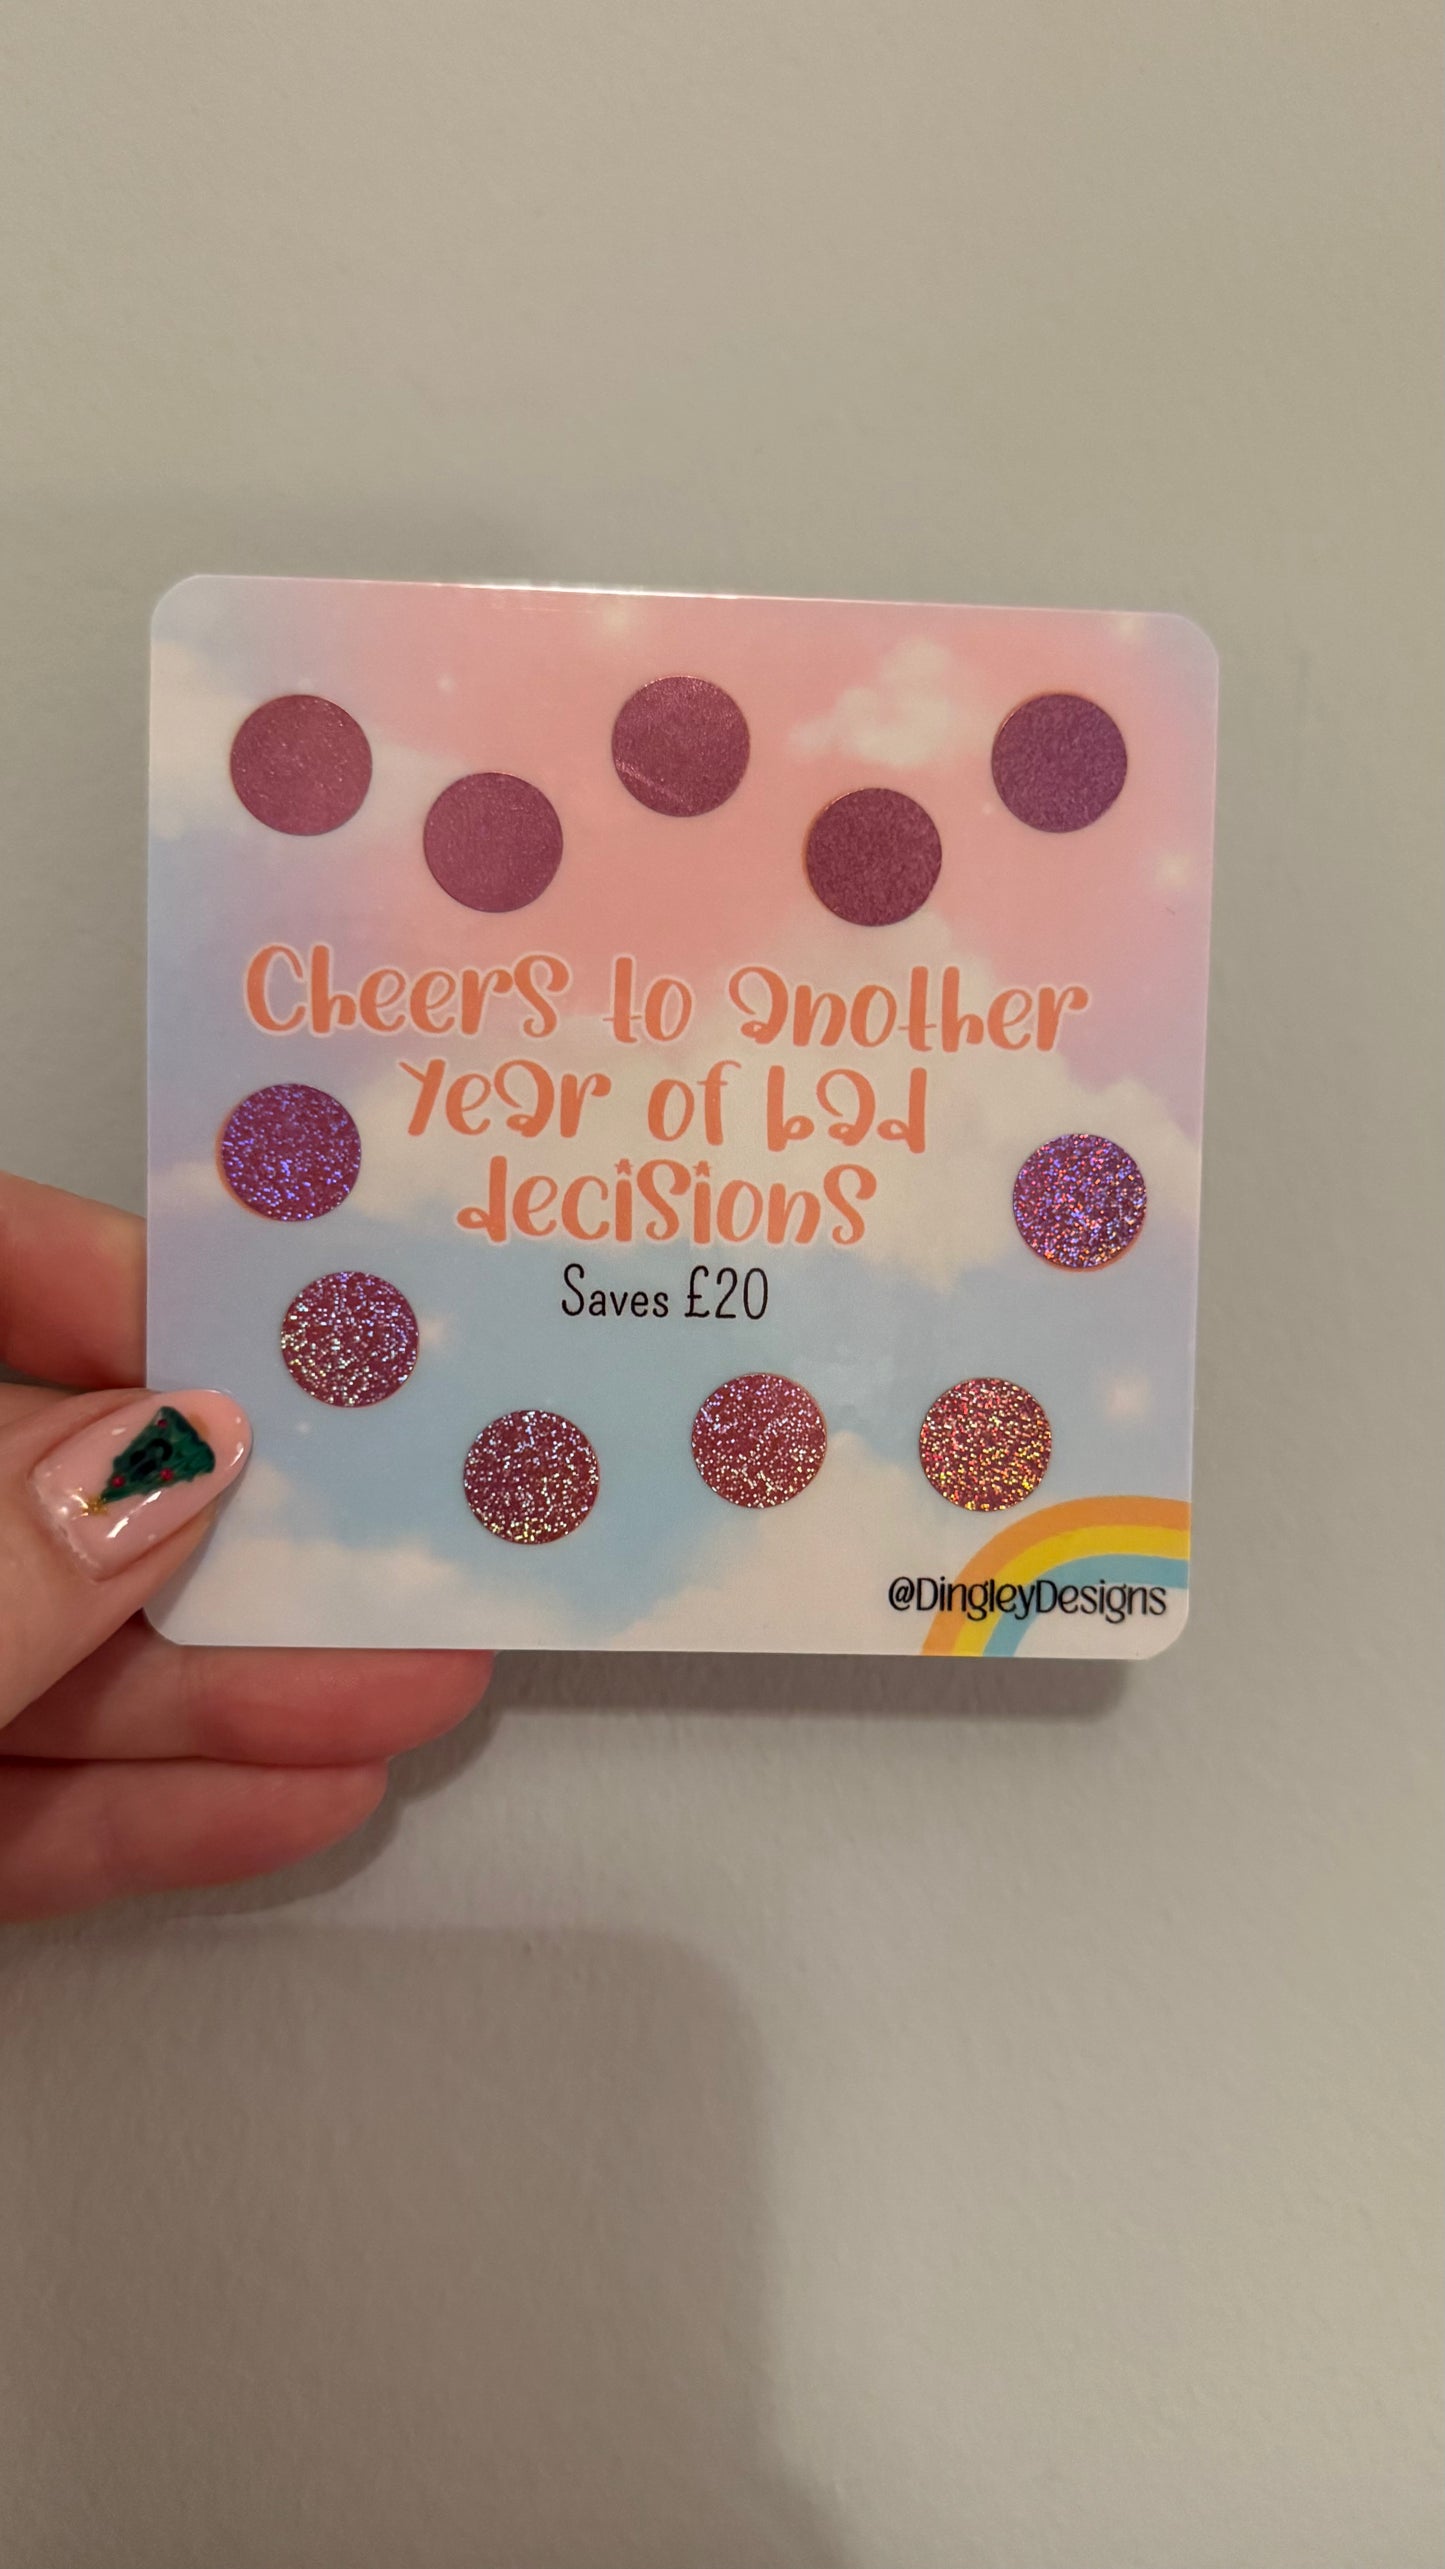 Cheers to another
year of bad
decisions
Saves £20
@DingleyDesigns